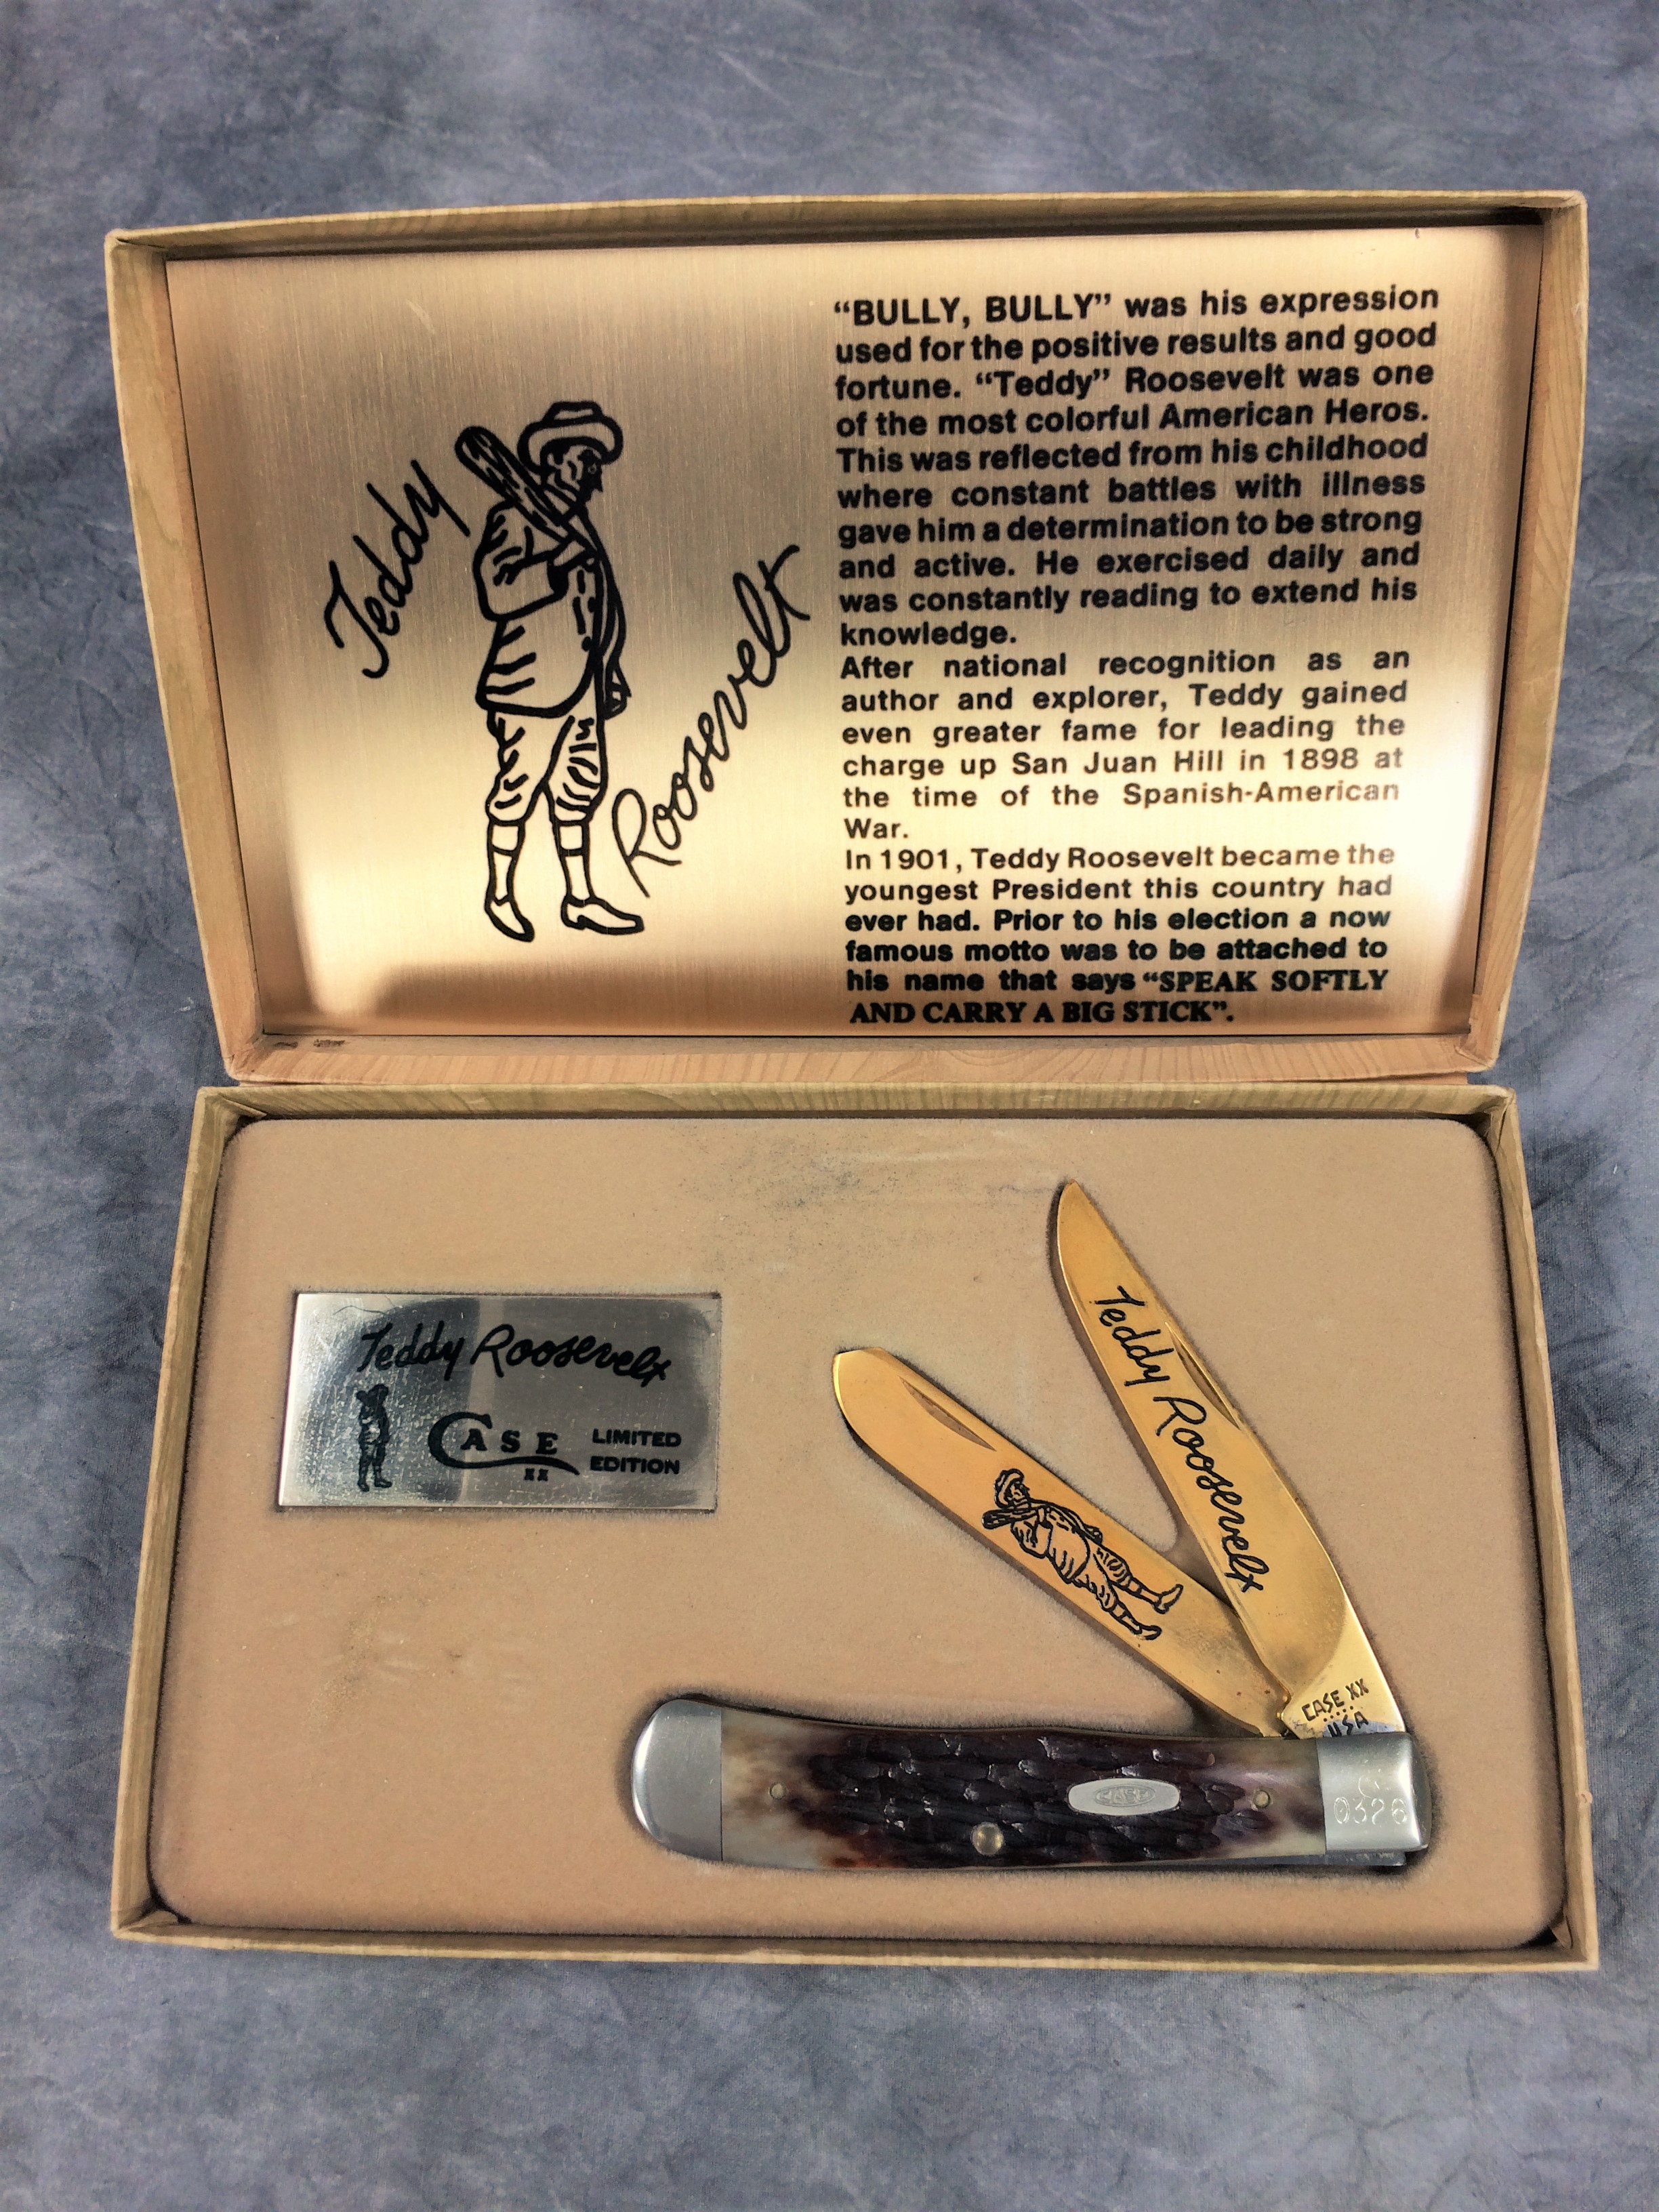 Teddy
Roosevelt
“BULLY, BULLY” was his expression
used for the positive results and good
fortune. “Teddy” Roosevelt was one
of the most colorful American Heros.
This was reflected from his childhood
where constant battles with illness
gave him a determination to be strong
and active. He exercised daily and
was constantly reading to extend his
knowledge.
After national recognition as an
author and explorer, Teddy gained
even greater fame for leading the
charge up San Juan Hill in 1898 at
the time of the Spanish-American
War.
In 1901, Teddy Roosevelt became the
youngest President this country had
ever had. Prior to his election a now
famous motto was to be attached to
his name that says “SPEAK SOFTLY
AND CARRY A BIG STICK”.
Teddy Roosevelt
CASE
XX
LIMITED
EDITION
Teddy Roosevelt
CASE XX
.....
USA
CASE
0326